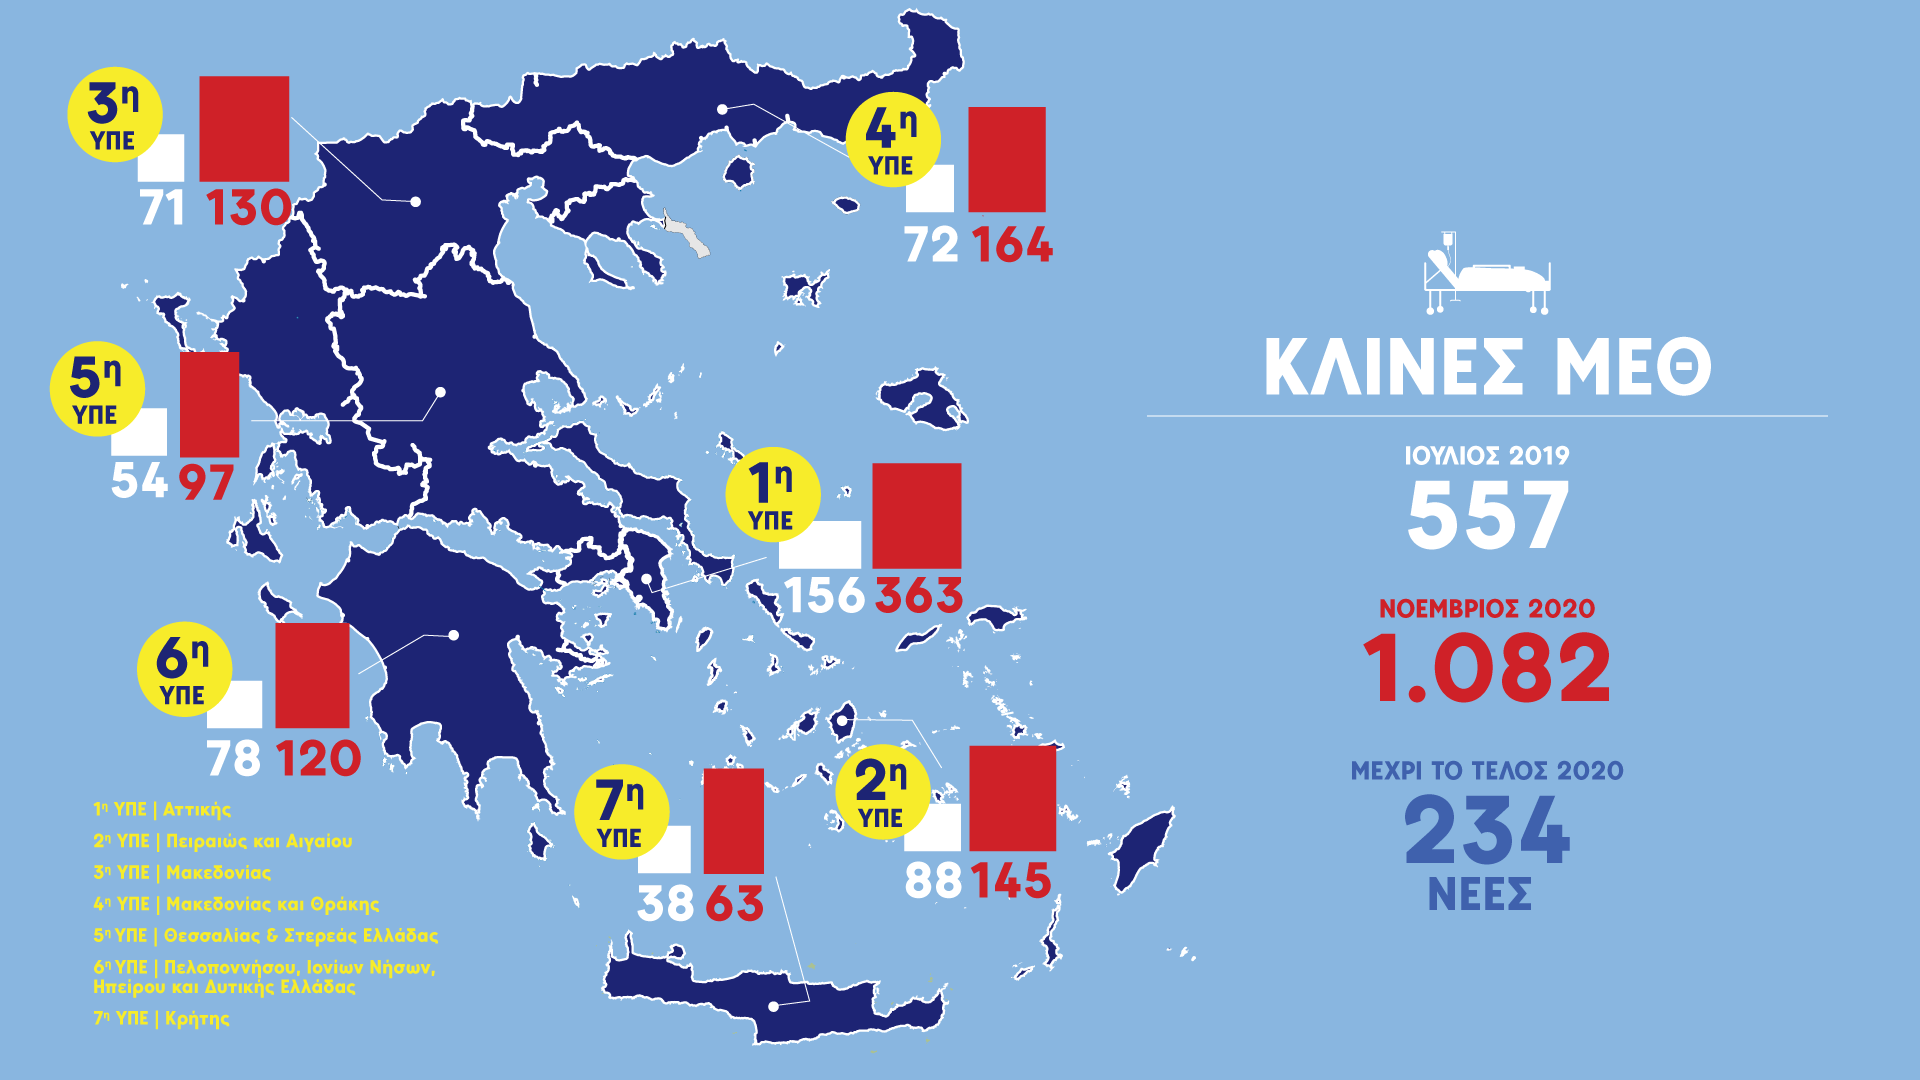 3η
ΥΠΕ
71 130
4η
ΥΠΕ
72 164
5η
ΥΠΕ
54 97
1η
ΥΠΕ
156 363
6η
ΥΠΕ
78 120
7η
ΥΠΕ
38 63
2η
ΥΠΕ
88 145
1η ΥΠΕ | Αττικής
2η ΥΠΕ | Πειραιώς και Αιγαίου
3η ΥΠΕ | Μακεδονίας
4η ΥΠΕ | Μακεδονίας και Θράκης
5η ΥΠΕ | Θεσσαλίας & Στερεάς Ελλάδας
6η ΥΠΕ | Πελοποννήσου, Ιονίων Νήσων,
Ηπείρου και Δυτικής Ελλάδας
7η ΥΠΕ | Κρήτης
ΚΛΙΝΕΣ ΜΕΘ
ΙΟΥΛΙΟΣ 2019
557
ΝΟΕΜΒΡΙΟΣ 2020
1.082
ΜΕΧΡΙ ΤΟ ΤΕΛΟΣ 2020
234
ΝΕΕΣ